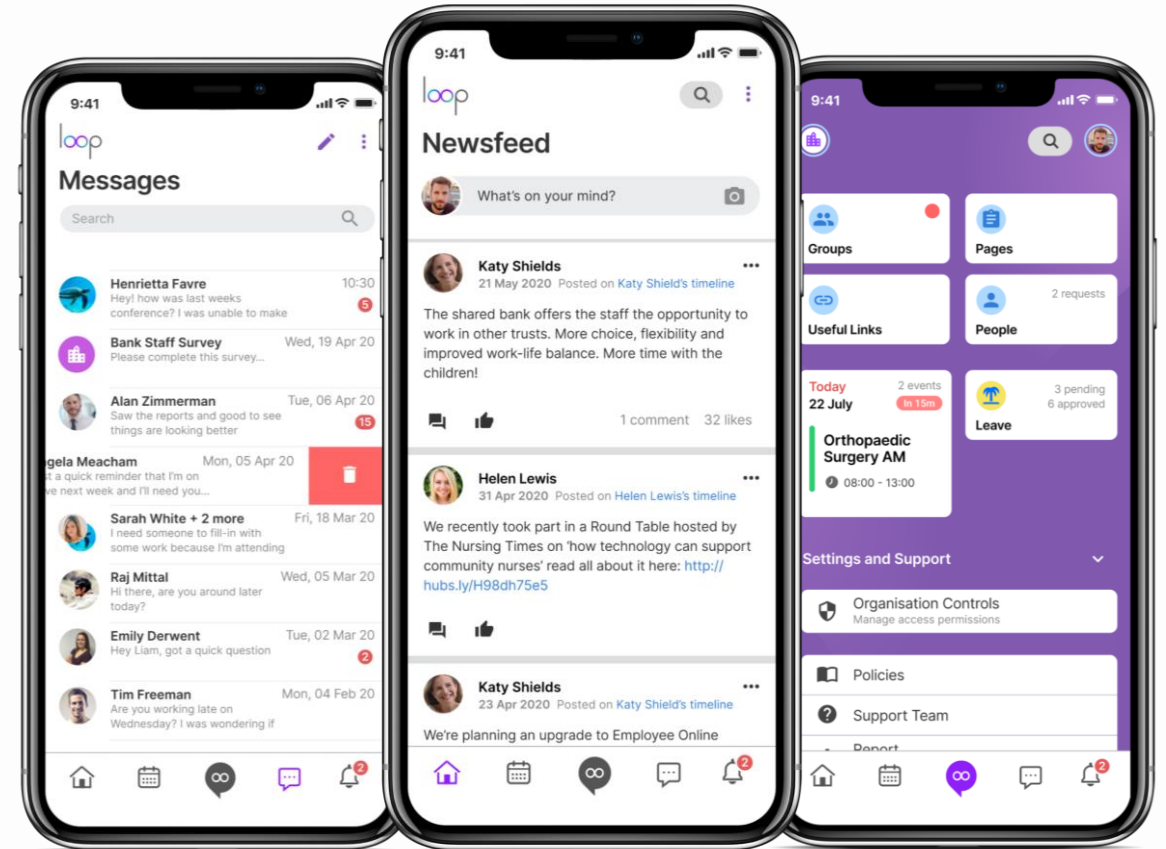 9:41
loop
Messages
Search
Henrietta Favre 10:30
Hey! how was last weeks
conference? I was unable to make 5
Bank Staff Survey Wed, 19 Apr 20
Please complete this survey...
Alan Zimmerman Tue, 06 Apr 20
Saw the reports and good to see
things are looking better 15
gela Meacham Mon, 05 Apr 20
t a quick reminder that I'm on
ve next week and I'll need you...
Sarah White + 2 more Fri, 18 Mar 20
I need someone to fill-in with
some work because I'm attending
Raj Mittal Wed, 05 Mar 20
Hi there, are you around later
today?
Emily Derwent Tue, 02 Mar 20
Hey Liam, got a quick question 2
Tim Freeman Mon, 04 Feb 20
Are you working late on
Wednesday? I was wondering if
2
9:41
loop
Newsfeed
What's on your mind?
Katy Shields
21 May 2020 Posted on Katy Shield's timeline
The shared bank offers the staff the opportunity to
work in other trusts. More choice, flexibility and
improved work-life balance. More time with the
children!
1 comment 32 likes
Helen Lewis
31 Apr 2020 Posted on Helen Lewis's timeline
We recently took part in a Round Table hosted by
The Nursing Times on 'how technology can support
community nurses' read all about it here: http://
hubs.ly/H98dh75e5
Katy Shields
23 Apr 2020 Posted on Katy Shield's timeline
We're planning an upgrade to Employee Online
2
9:41
Groups
Pages
Useful Links
2 requests
People
Today 2 events
22 July In 15m
Orthopaedic
Surgery AM
08:00 - 13:00
3 pending
6 approved
Leave
Settings and Support
Organisation Controls
Manage access permissions
Policies
Support Team
Report
2